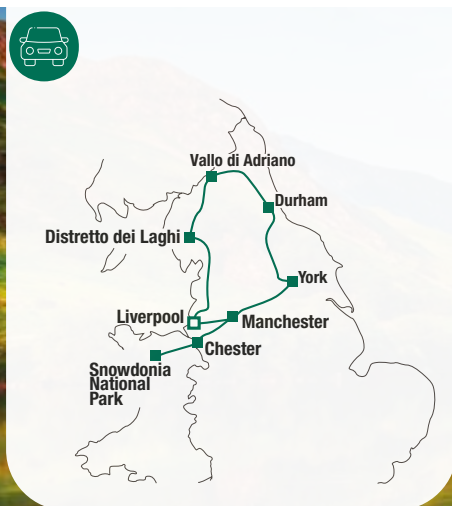 Vallo di Adriano
Durham
Distretto dei Laghi
York
Liverpool
Manchester
Chester
Snowdonia
National
Park